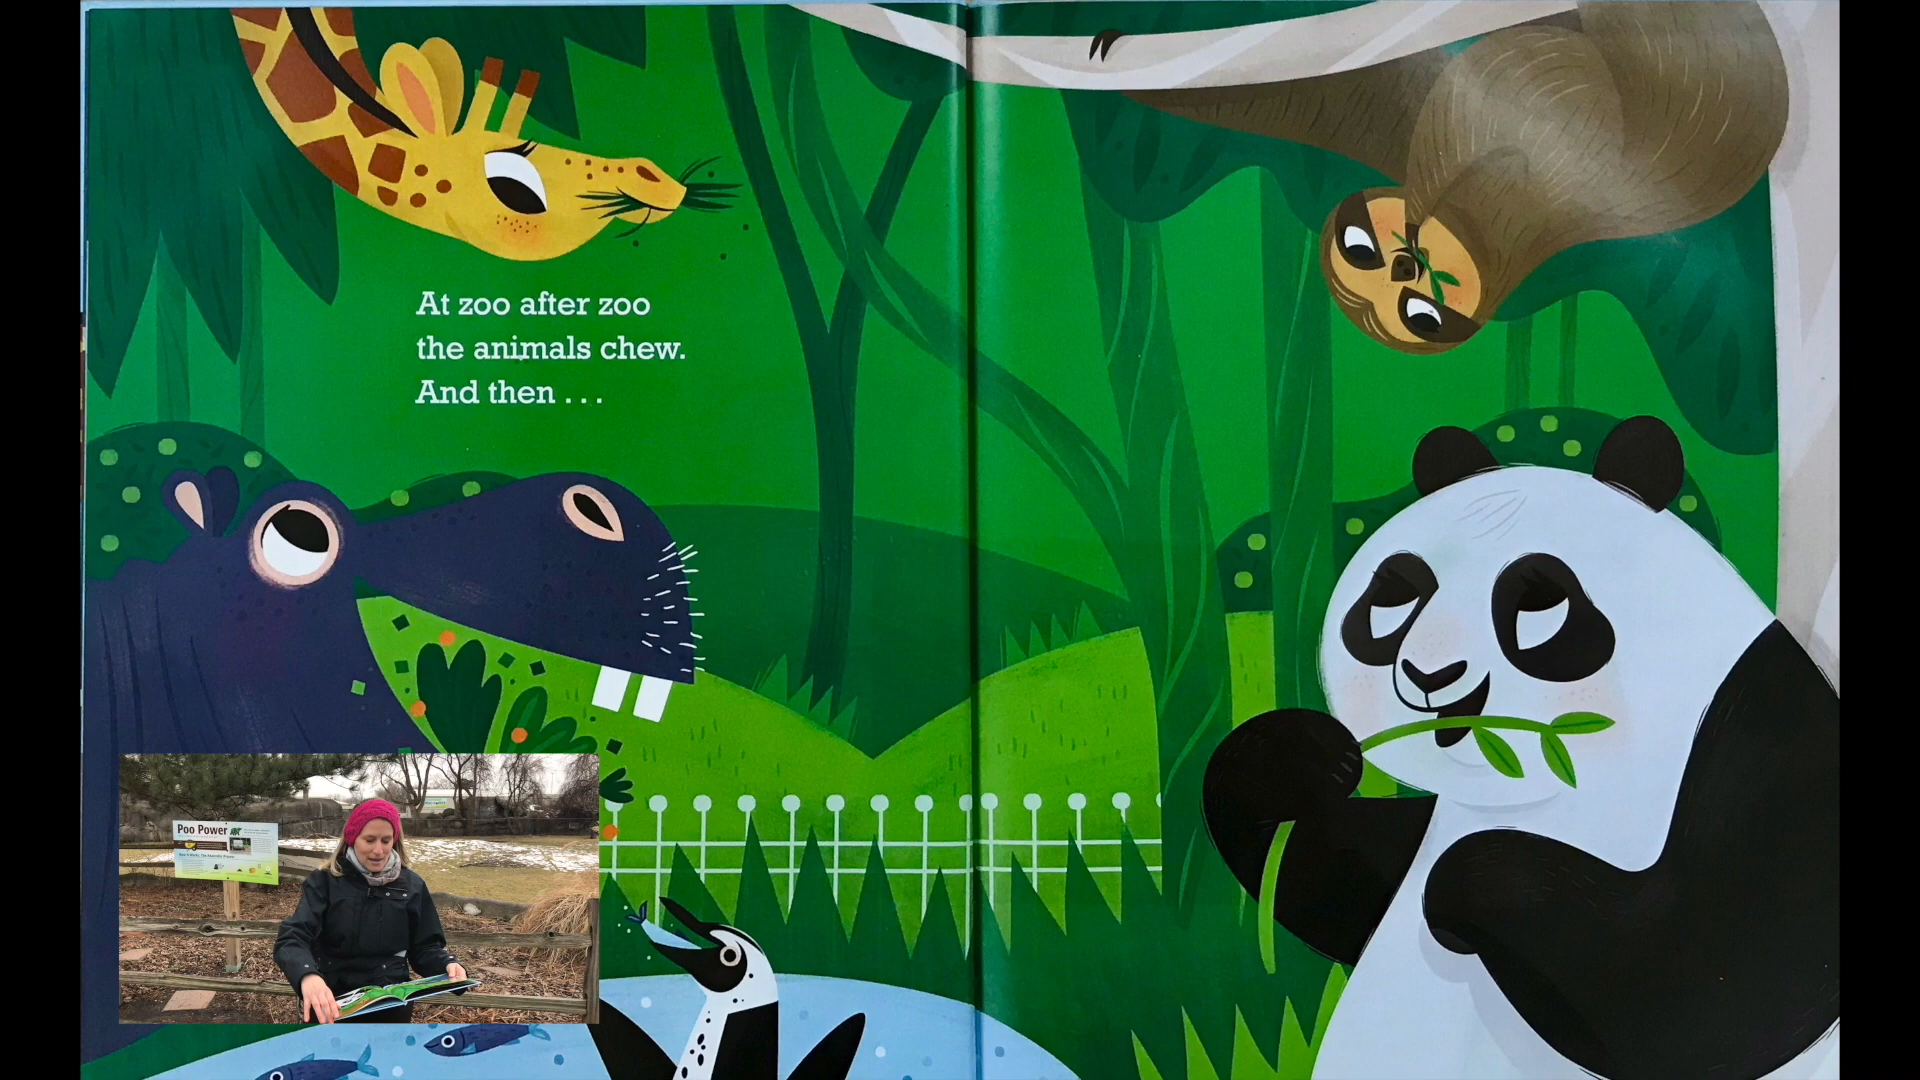 At zoo after zoo
the animals chew.
And then . . .
Poo Power